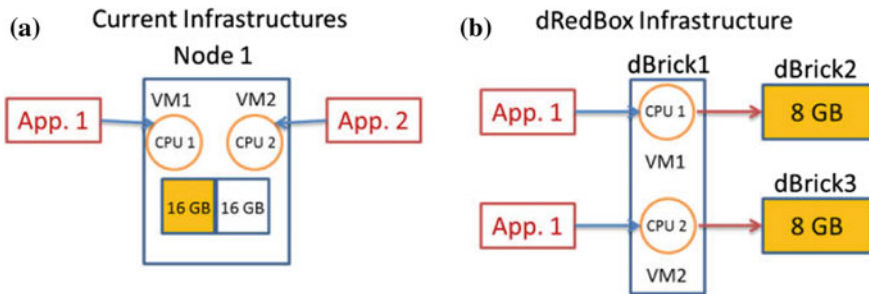 (a) Current Infrastructures
Node 1
VM1 VM2
App. 1 CPU 1 CPU 2 App. 2
16 GB 16 GB
(b) dRedBox Infrastructure
dBrick1 dBrick2
App. 1 CPU 1 8 GB
VM1
dBrick3
App. 1 CPU 2 8 GB
VM2